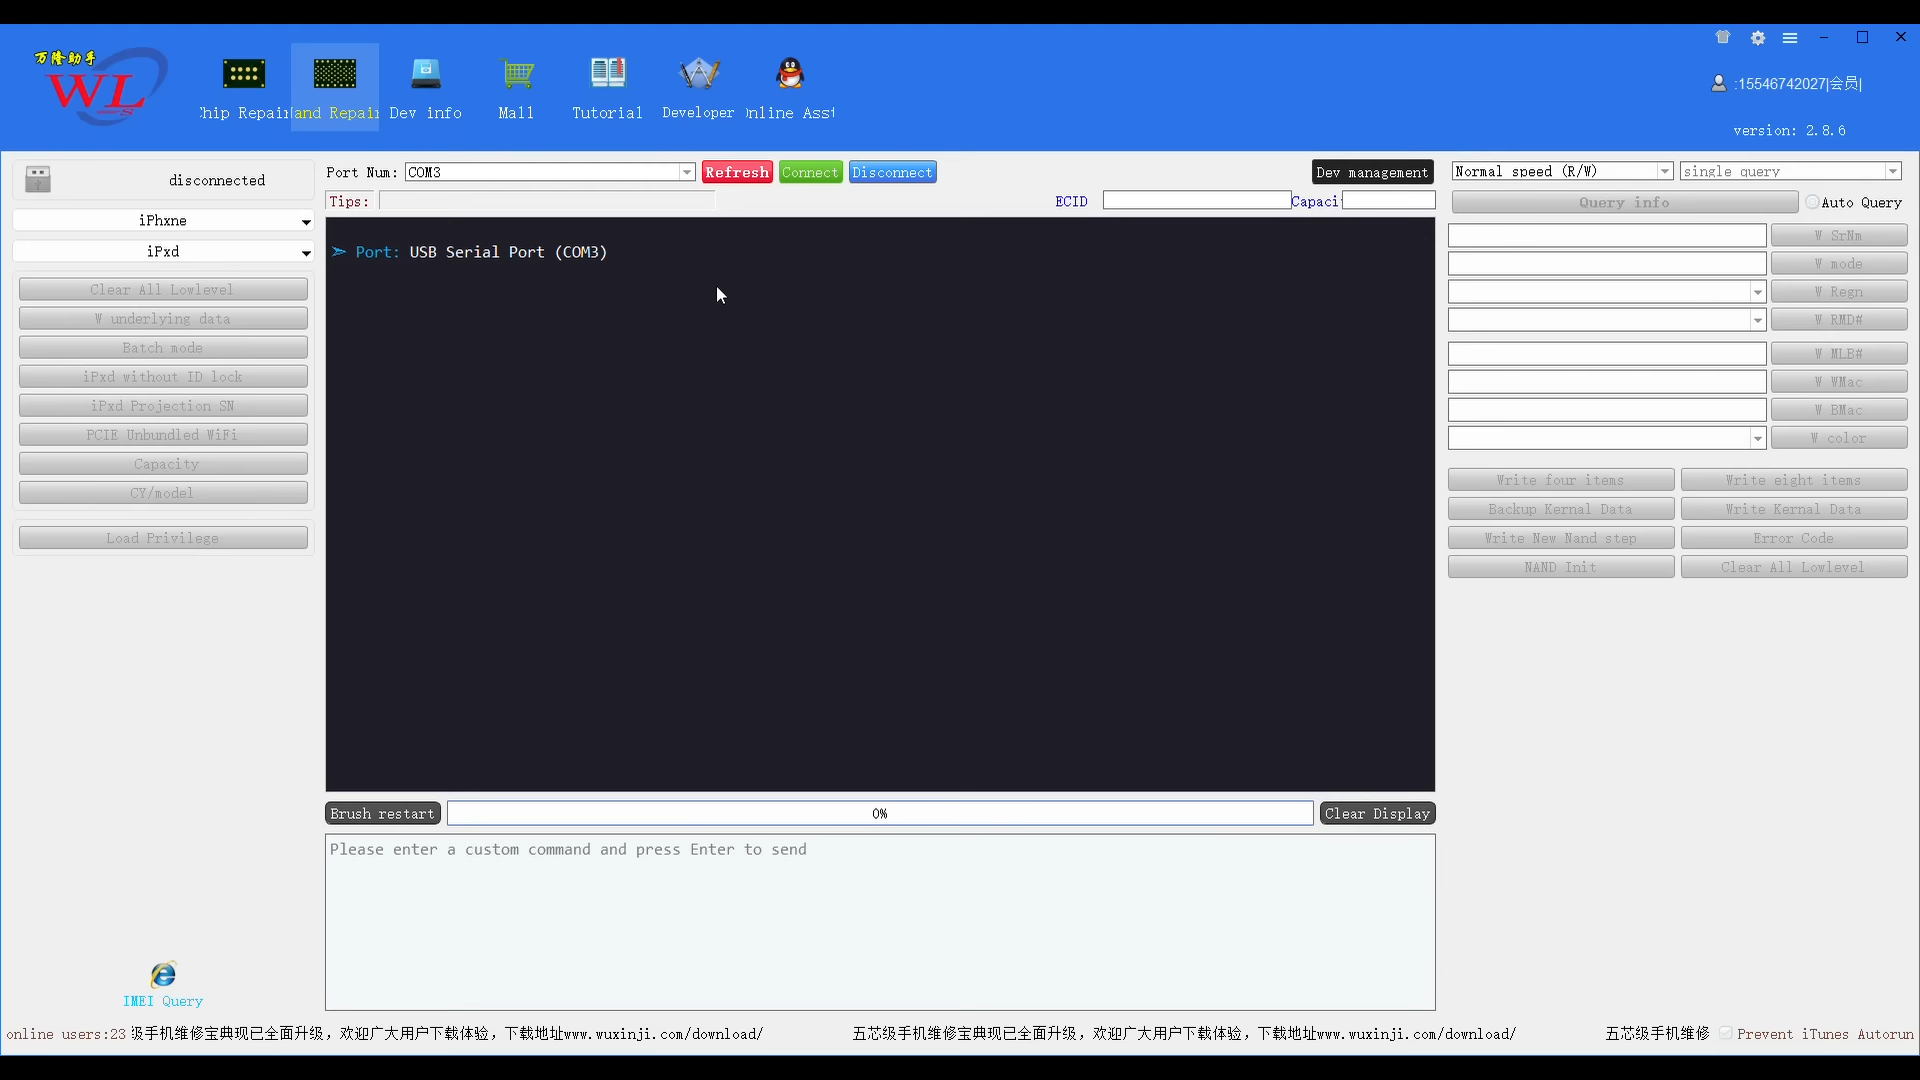 万隆助手
WL
:15546742027|会员|
version: 2.8.6
hip Repair
and Repair
Dev info
Mall
Tutorial
Developer
nline Ass
disconnected
Port Num:
COM3
Refresh
Connect
Disconnect
Dev management
Normal speed (R/W)
single query
Tips:
ECID
Capaci
Query info
Auto Query
iPhxne
iPxd
➢ Port: USB Serial Port (COM3)
Clear All Lowlevel
W underlying data
Batch mode
iPxd without ID lock
iPxd Projection SN
PCIE Unbundled WiFi
Capacity
CY/model
Load Privilege
W SrNm
W mode
W Regn
W RMD#
W MLB#
W WMac
W BMac
W color
Write four items
Write eight items
Backup Kernal Data
Write Kernal Data
Write New Nand step
Error Code
NAND Init
Clear All Lowlevel
Brush restart
0%
Clear Display
Please enter a custom command and press Enter to send
IMEI Query
online users:23
级手机维修宝典现已全面升级，欢迎广大用户下载体验，下载地址www.wuxinji.com/download/
五芯级手机维修宝典现已全面升级，欢迎广大用户下载体验，下载地址www.wuxinji.com/download/
五芯级手机维修
Prevent iTunes Autorun